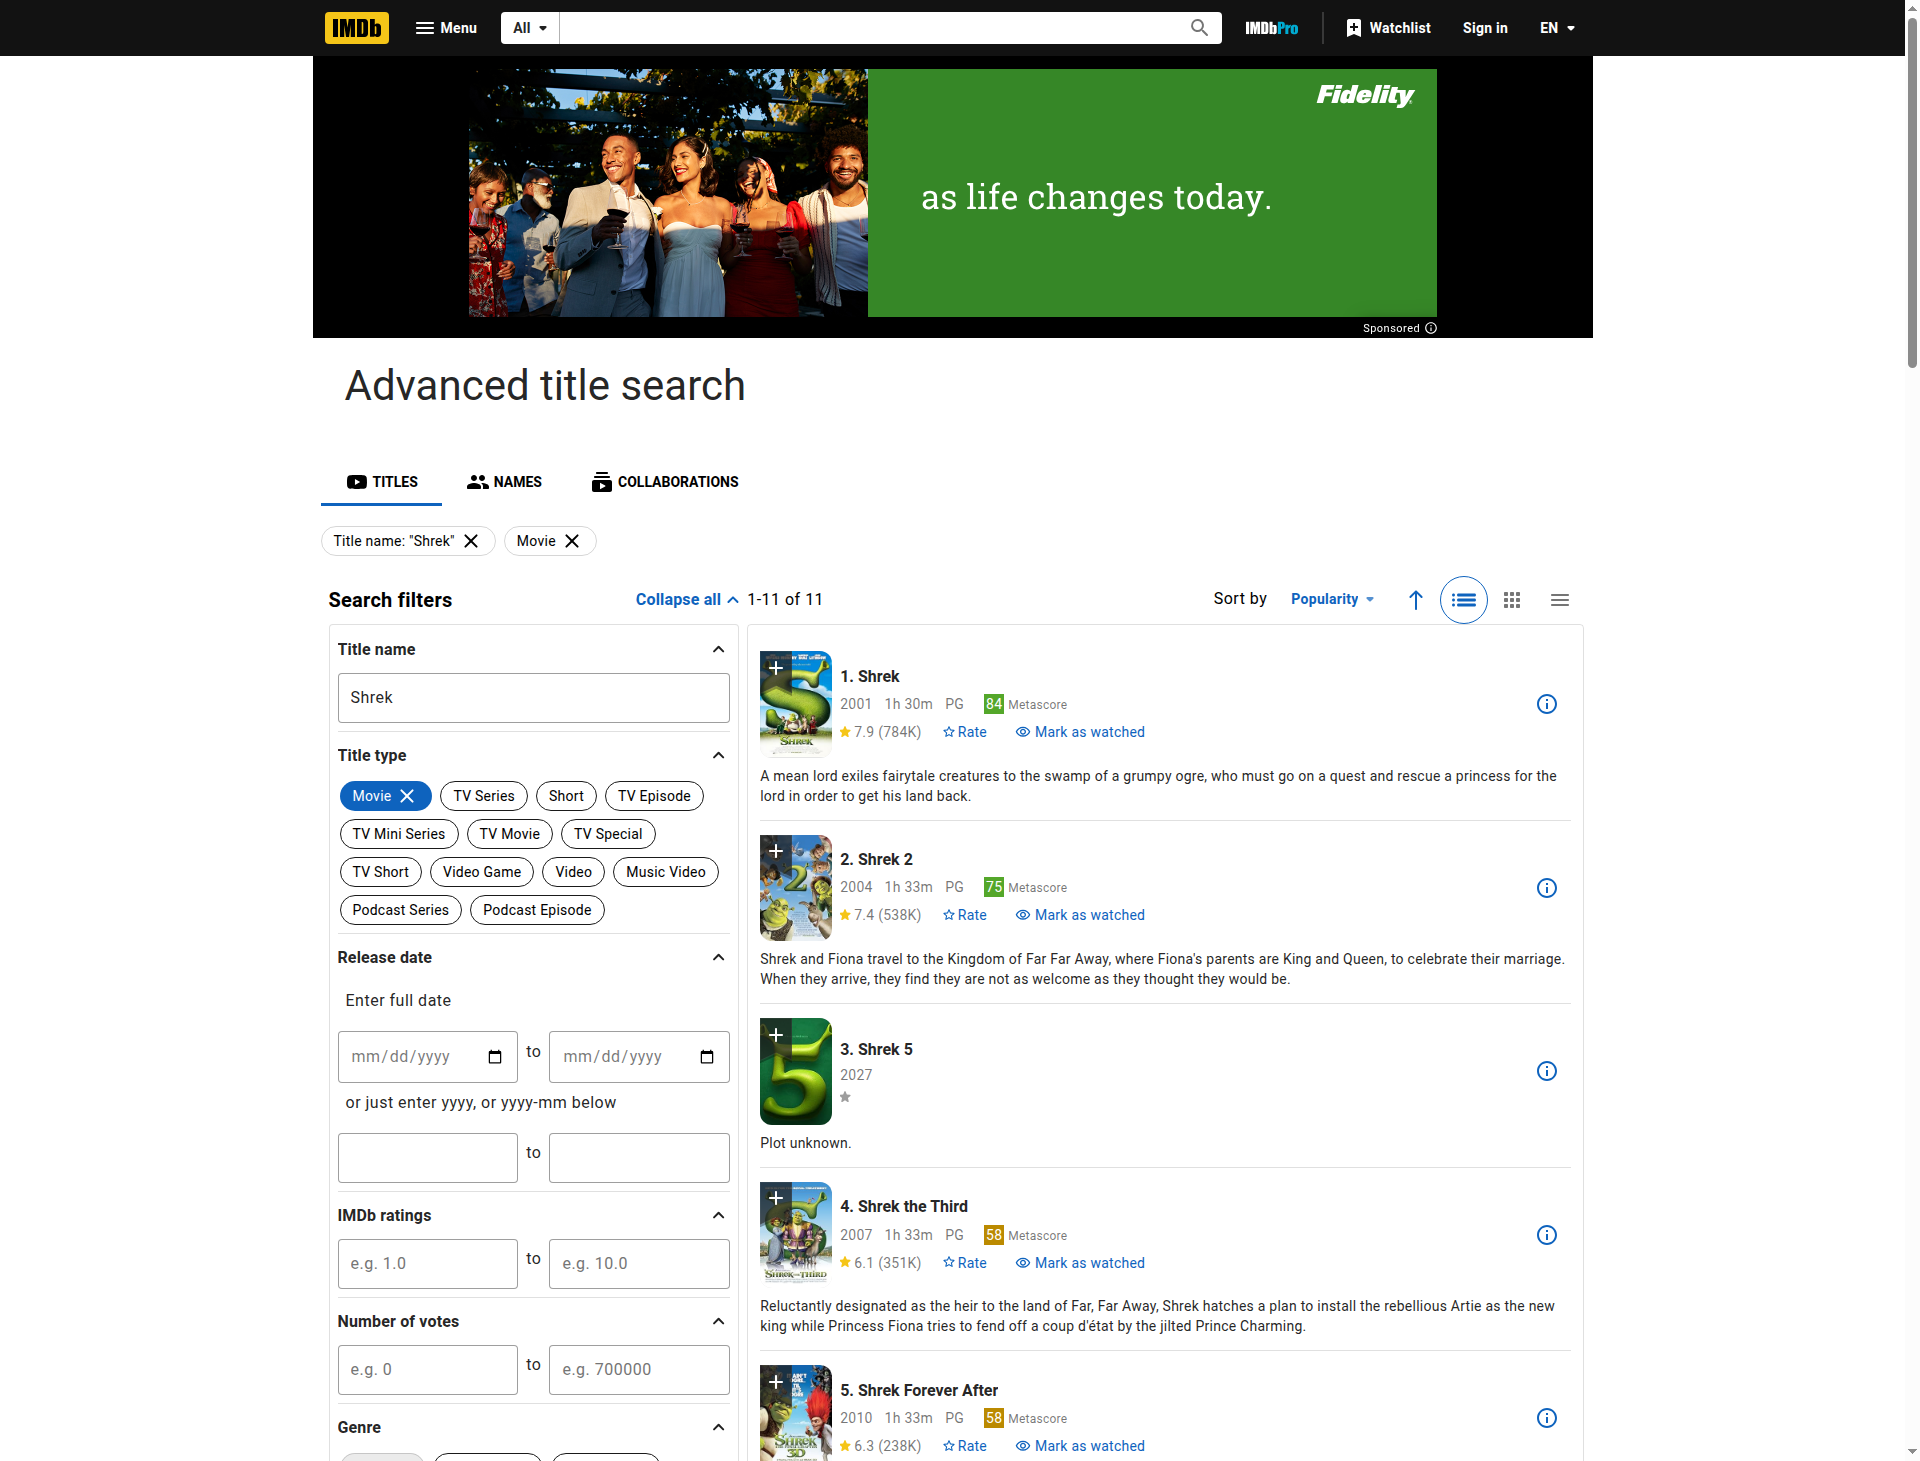 IMDb Menu All IMDbPro Watchlist Sign in EN
Fidelity
as life changes today.
Sponsored
Advanced title search
TITLES NAMES COLLABORATIONS
Title name: "Shrek" Movie
Search filters Collapse all 1-11 of 11 Sort by Popularity
Title name
Shrek
Title type
Movie TV Series Short TV Episode
TV Mini Series TV Movie TV Special
TV Short Video Game Video Music Video
Podcast Series Podcast Episode
Release date
Enter full date
mm/dd/yyyy to mm/dd/yyyy
or just enter yyyy, or yyyy-mm below
to
IMDb ratings
e.g. 1.0 to e.g. 10.0
Number of votes
e.g. 0 to e.g. 700000
Genre
SHREK
1. Shrek
2001 1h 30m PG 84 Metascore
7.9 (784K) Rate Mark as watched
A mean lord exiles fairytale creatures to the swamp of a grumpy ogre, who must go on a quest and rescue a princess for the
lord in order to get his land back.
2
2. Shrek 2
2004 1h 33m PG 75 Metascore
7.4 (538K) Rate Mark as watched
Shrek and Fiona travel to the Kingdom of Far Far Away, where Fiona's parents are King and Queen, to celebrate their marriage.
When they arrive, they find they are not as welcome as they thought they would be.
5
3. Shrek 5
2027
Plot unknown.
SHREK THE THIRD
4. Shrek the Third
2007 1h 33m PG 58 Metascore
6.1 (351K) Rate Mark as watched
Reluctantly designated as the heir to the land of Far, Far Away, Shrek hatches a plan to install the rebellious Artie as the new
king while Princess Fiona tries to fend off a coup d'état by the jilted Prince Charming.
SHREK
3D
5. Shrek Forever After
2010 1h 33m PG 58 Metascore
6.3 (238K) Rate Mark as watched